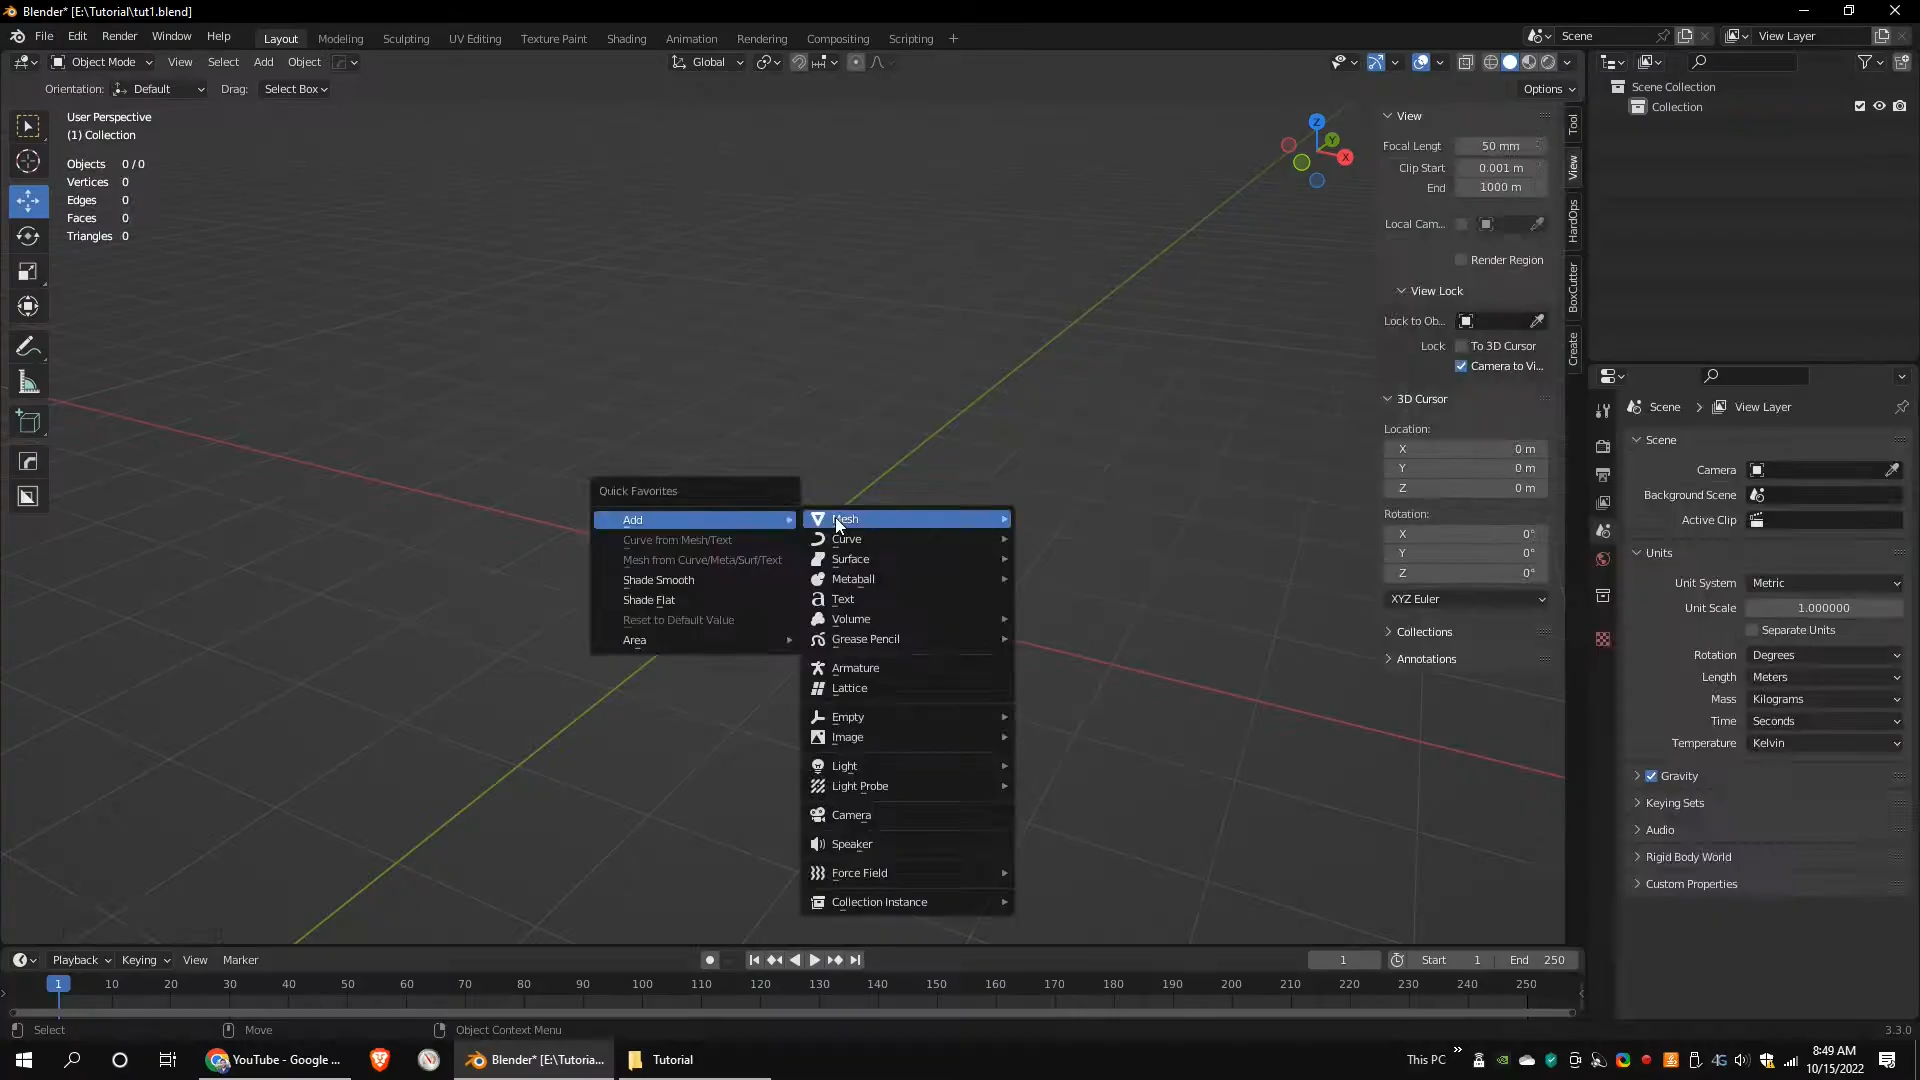 Blender* [E:\Tutorial\tut1.blend]
File Edit Render Window Help Layout Modeling Sculpting UV Editing Texture Paint Shading Animation Rendering Compositing Scripting Scene View Layer
Object Mode View Select Add Object Global
Orientation: Default Drag: Select Box Options
User Perspective
(1) Collection
Objects 0 / 0
Vertices 0
Edges 0
Faces 0
Triangles 0
Z
Y
X
View
Focal Lengt 50 mm
Clip Start 0.001 m
End 1000 m
Local Cam...
Render Region
View Lock
Lock to Ob...
Lock To 3D Cursor
Camera to Vi...
3D Cursor
Location:
X 0 m
Y 0 m
Z 0 m
Rotation:
X 0°
Y 0°
Z 0°
XYZ Euler
Collections
Annotations
Tool
View
HardOps
BoxCutter
Create
Scene Collection
Collection
Scene View Layer
Scene
Camera
Background Scene
Active Clip
Units
Unit System Metric
Unit Scale 1.000000
Separate Units
Rotation Degrees
Length Meters
Mass Kilograms
Time Seconds
Temperature Kelvin
Gravity
Keying Sets
Audio
Rigid Body World
Custom Properties
Quick Favorites
Add
Curve from Mesh/Text
Mesh from Curve/Meta/Surf/Text
Shade Smooth
Shade Flat
Reset to Default Value
Area
Mesh
Curve
Surface
Metaball
Text
Volume
Grease Pencil
Armature
Lattice
Empty
Image
Light
Light Probe
Camera
Speaker
Force Field
Collection Instance
Playback Keying View Marker 1 Start 1 End 250
1 10 20 30 40 50 60 70 80 90 100 110 120 130 140 150 160 170 180 190 200 210 220 230 240 250
Select Move Object Context Menu 3.3.0
YouTube - Google ... Blender* [E:\Tutoria... Tutorial This PC » 4G 8:49 AM
10/15/2022